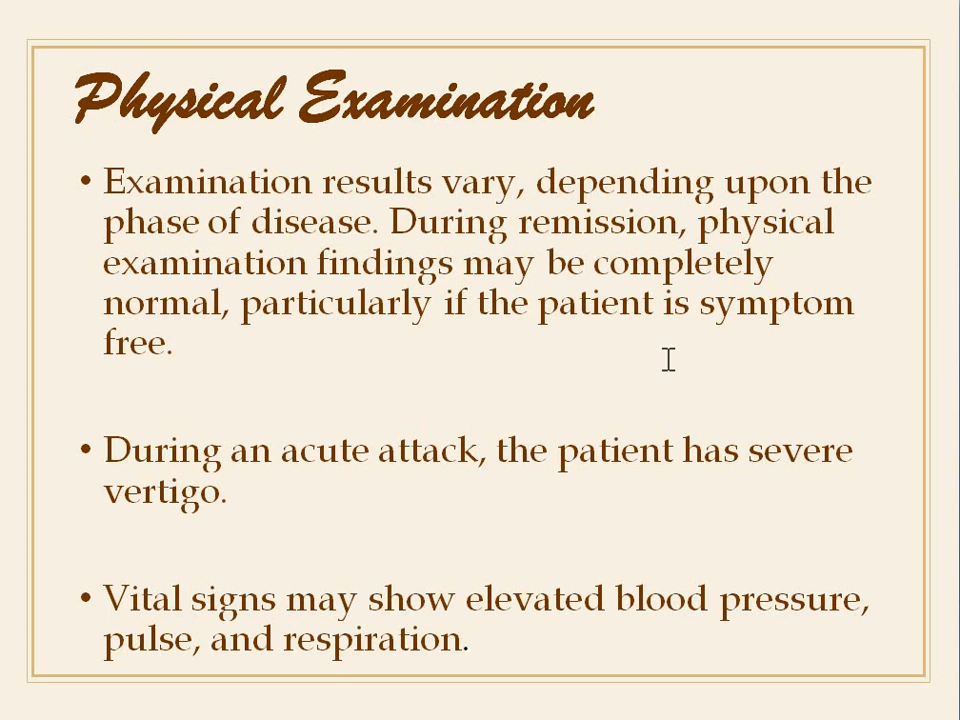 Physical Examination
• Examination results vary, depending upon the
phase of disease. During remission, physical
examination findings may be completely
normal, particularly if the patient is symptom
free.
• During an acute attack, the patient has severe
vertigo.
• Vital signs may show elevated blood pressure,
pulse, and respiration.